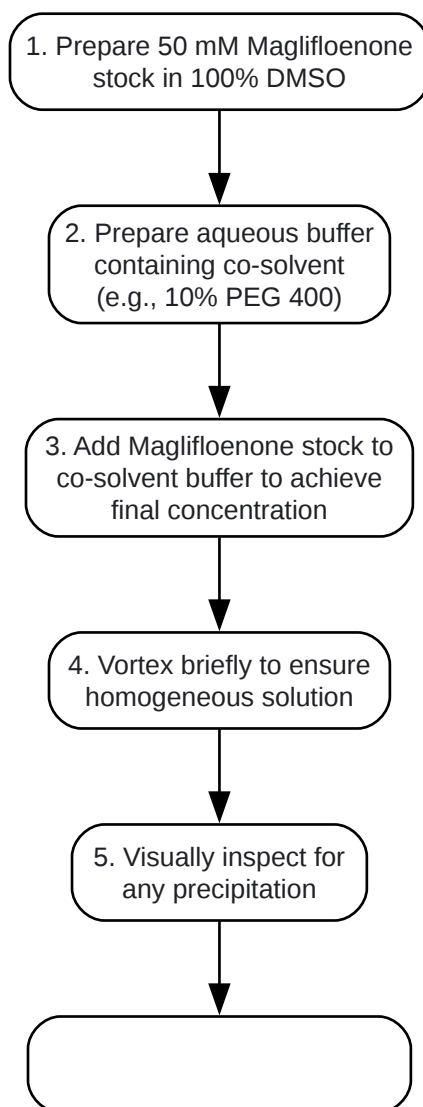 1. Prepare 50 mM Maglifloenone
stock in 100% DMSO
2. Prepare aqueous buffer
containing co-solvent
(e.g., 10% PEG 400)
3. Add Maglifloenone stock to
co-solvent buffer to achieve
final concentration
4. Vortex briefly to ensure
homogeneous solution
5. Visually inspect for
any precipitation